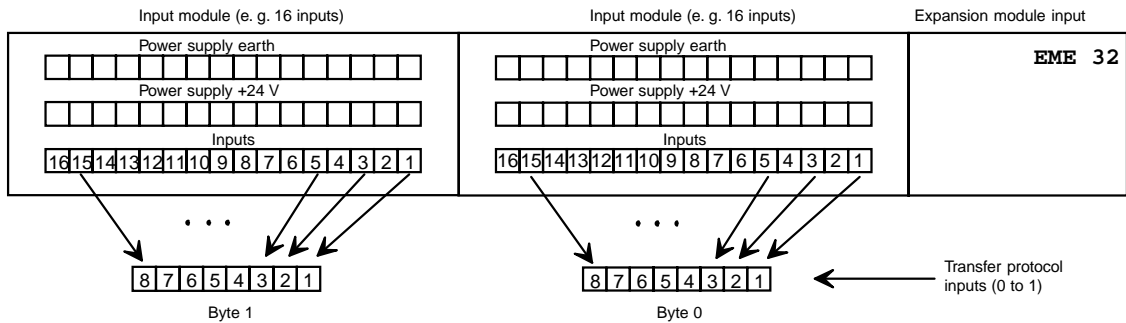 Input module (e. g. 16 inputs) Input module (e. g. 16 inputs) Expansion module input
Power supply earth Power supply earth EME 32
Power supply +24 V Power supply +24 V
Inputs Inputs
16 15 14 13 12 11 10 9 8 7 6 5 4 3 2 1 16 15 14 13 12 11 10 9 8 7 6 5 4 3 2 1
. . . . . .
8 7 6 5 4 3 2 1 8 7 6 5 4 3 2 1 Transfer protocol
inputs (0 to 1)
Byte 1 Byte 0